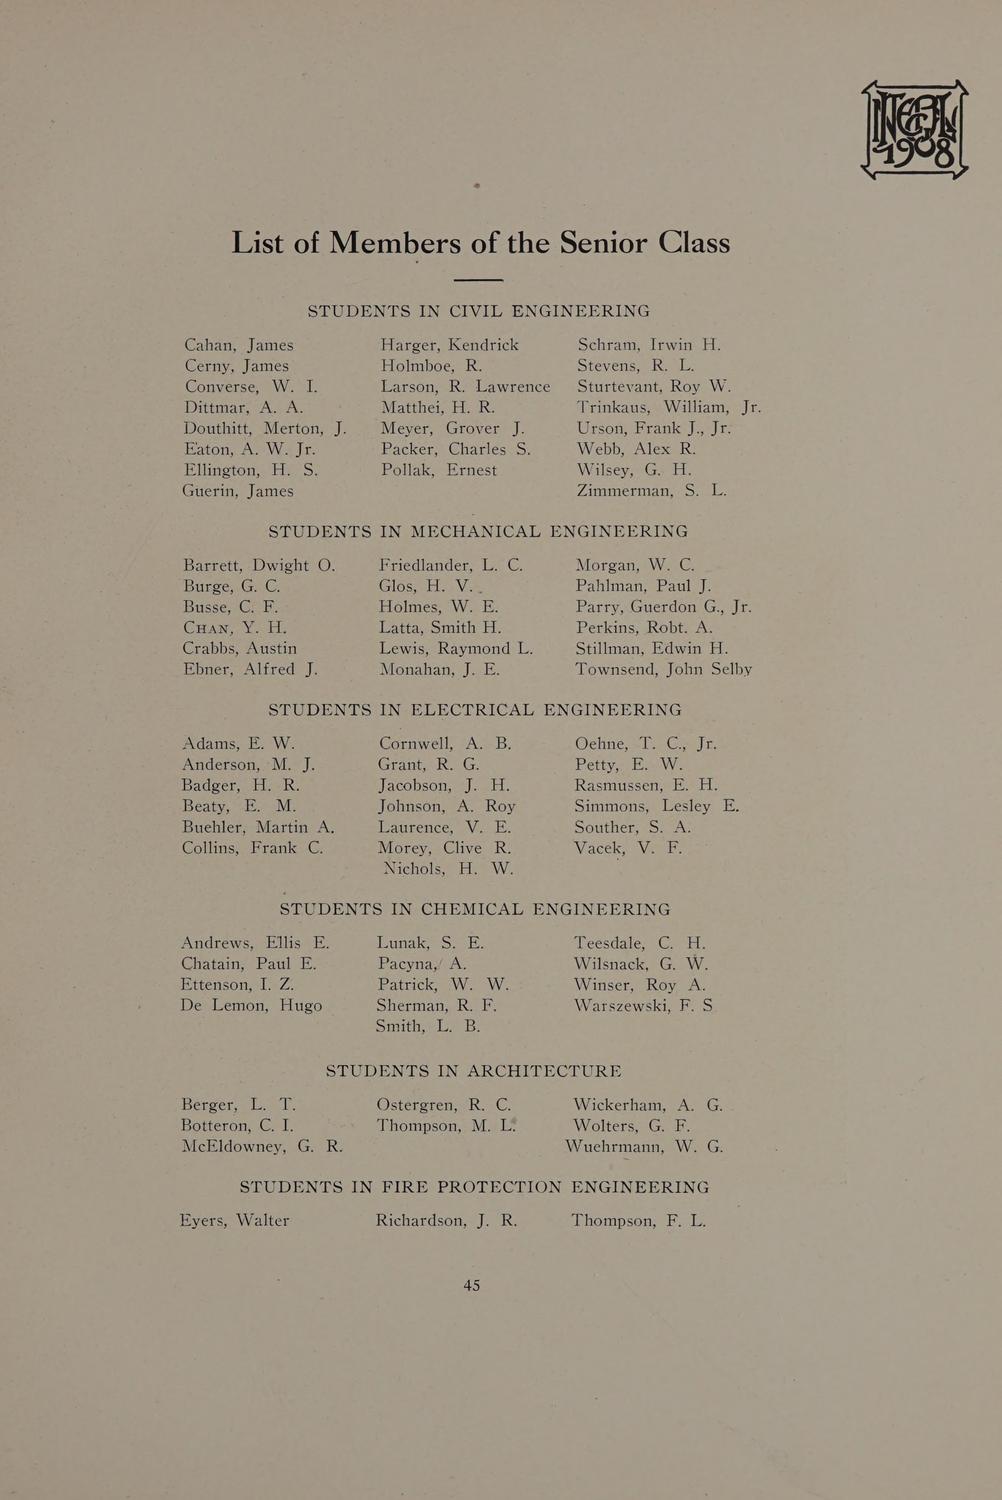 INTEGRAL
1908
List of Members of the Senior Class
STUDENTS IN CIVIL ENGINEERING
Cahan, James
Cerny, James
Converse, W. I.
Dittmar, A. A.
Douthitt, Merton, J.
Eaton, A. W. Jr.
Ellington, H. S.
Guerin, James
Harger, Kendrick
Holmboe, R.
Larson, R. Lawrence
Matthei, H. R.
Meyer, Grover J.
Packer, Charles S.
Pollak, Ernest
Schram, Irwin H.
Stevens, R. L.
Sturtevant, Roy W.
Trinkaus, William, Jr.
Urson, Frank J., Jr.
Webb, Alex R.
Wilsey, G. H.
Zimmerman, S. L.
STUDENTS IN MECHANICAL ENGINEERING
Barrett, Dwight O.
Burge, G. C.
Busse, C. F.
CHAN, Y. H.
Crabbs, Austin
Ebner, Alfred J.
Friedlander, L. C.
Glos, H. V.
Holmes, W. E.
Latta, Smith H.
Lewis, Raymond L.
Monahan, J. E.
Morgan, W. C.
Pahlman, Paul J.
Parry, Guerdon G., Jr.
Perkins, Robt. A.
Stillman, Edwin H.
Townsend, John Selby
STUDENTS IN ELECTRICAL ENGINEERING
Adams, E. W.
Anderson, M. J.
Badger, H. R.
Beaty, E. M.
Buehler, Martin A.
Collins, Frank C.
Cornwell, A. B.
Grant, R. G.
Jacobson, J. H.
Johnson, A. Roy
Laurence, V. E.
Morey, Clive R.
Nichols, H. W.
Oehne, T. C., Jr.
Petty, E. W.
Rasmussen, E. H.
Simmons, Lesley E.
Souther, S. A.
Vacek, V. F.
STUDENTS IN CHEMICAL ENGINEERING
Andrews, Ellis E.
Chatain, Paul E.
Ettenson, I. Z.
De Lemon, Hugo
Lunak, S. E.
Pacyna, A.
Patrick, W. W.
Sherman, R. F.
Smith, L. B.
Teesdale, C. H.
Wilsnack, G. W.
Winser, Roy A.
Warszewski, F. S.
STUDENTS IN ARCHITECTURE
Berger, L. T.
Botteron, C. I.
McEldowney, G. R.
Ostergren, R. C.
Thompson, M. L.
Wickerham, A. G.
Wolters, G. F.
Wuehrmann, W. G.
STUDENTS IN FIRE PROTECTION ENGINEERING
Eyers, Walter
Richardson, J. R.
Thompson, F. L.
45